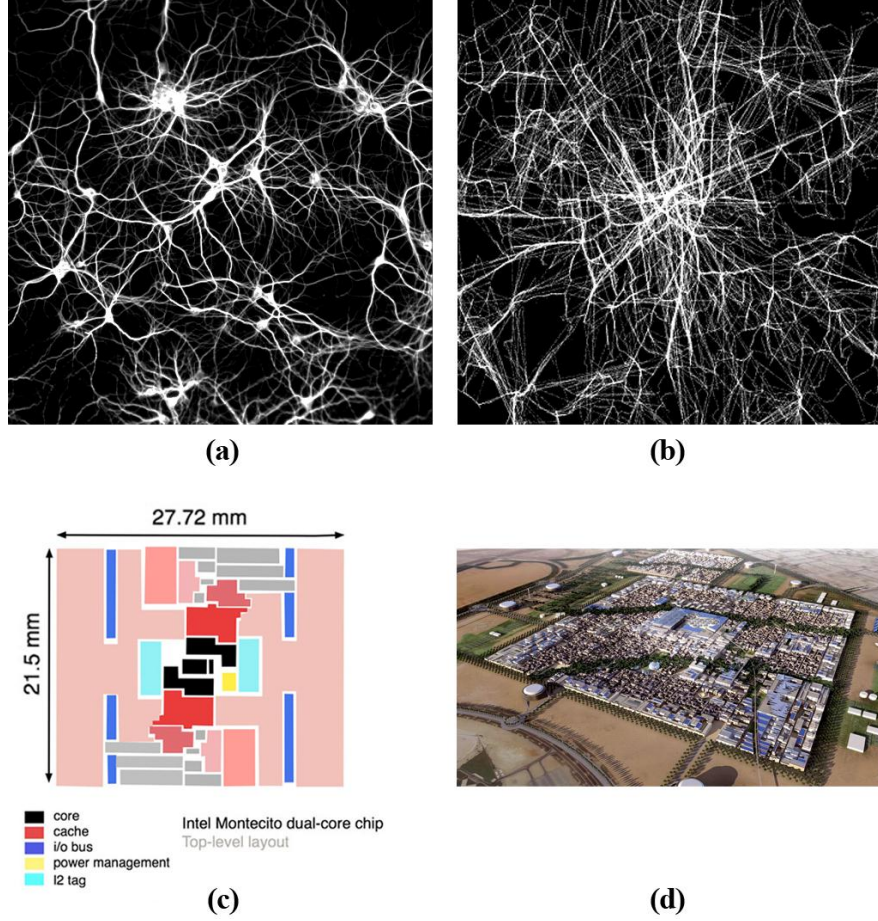 (a)
(b)
27.72 mm
21.5 mm
core
cache
i/o bus
power management
l2 tag
Intel Montecito dual-core chip
Top-level layout
(c)
(d)